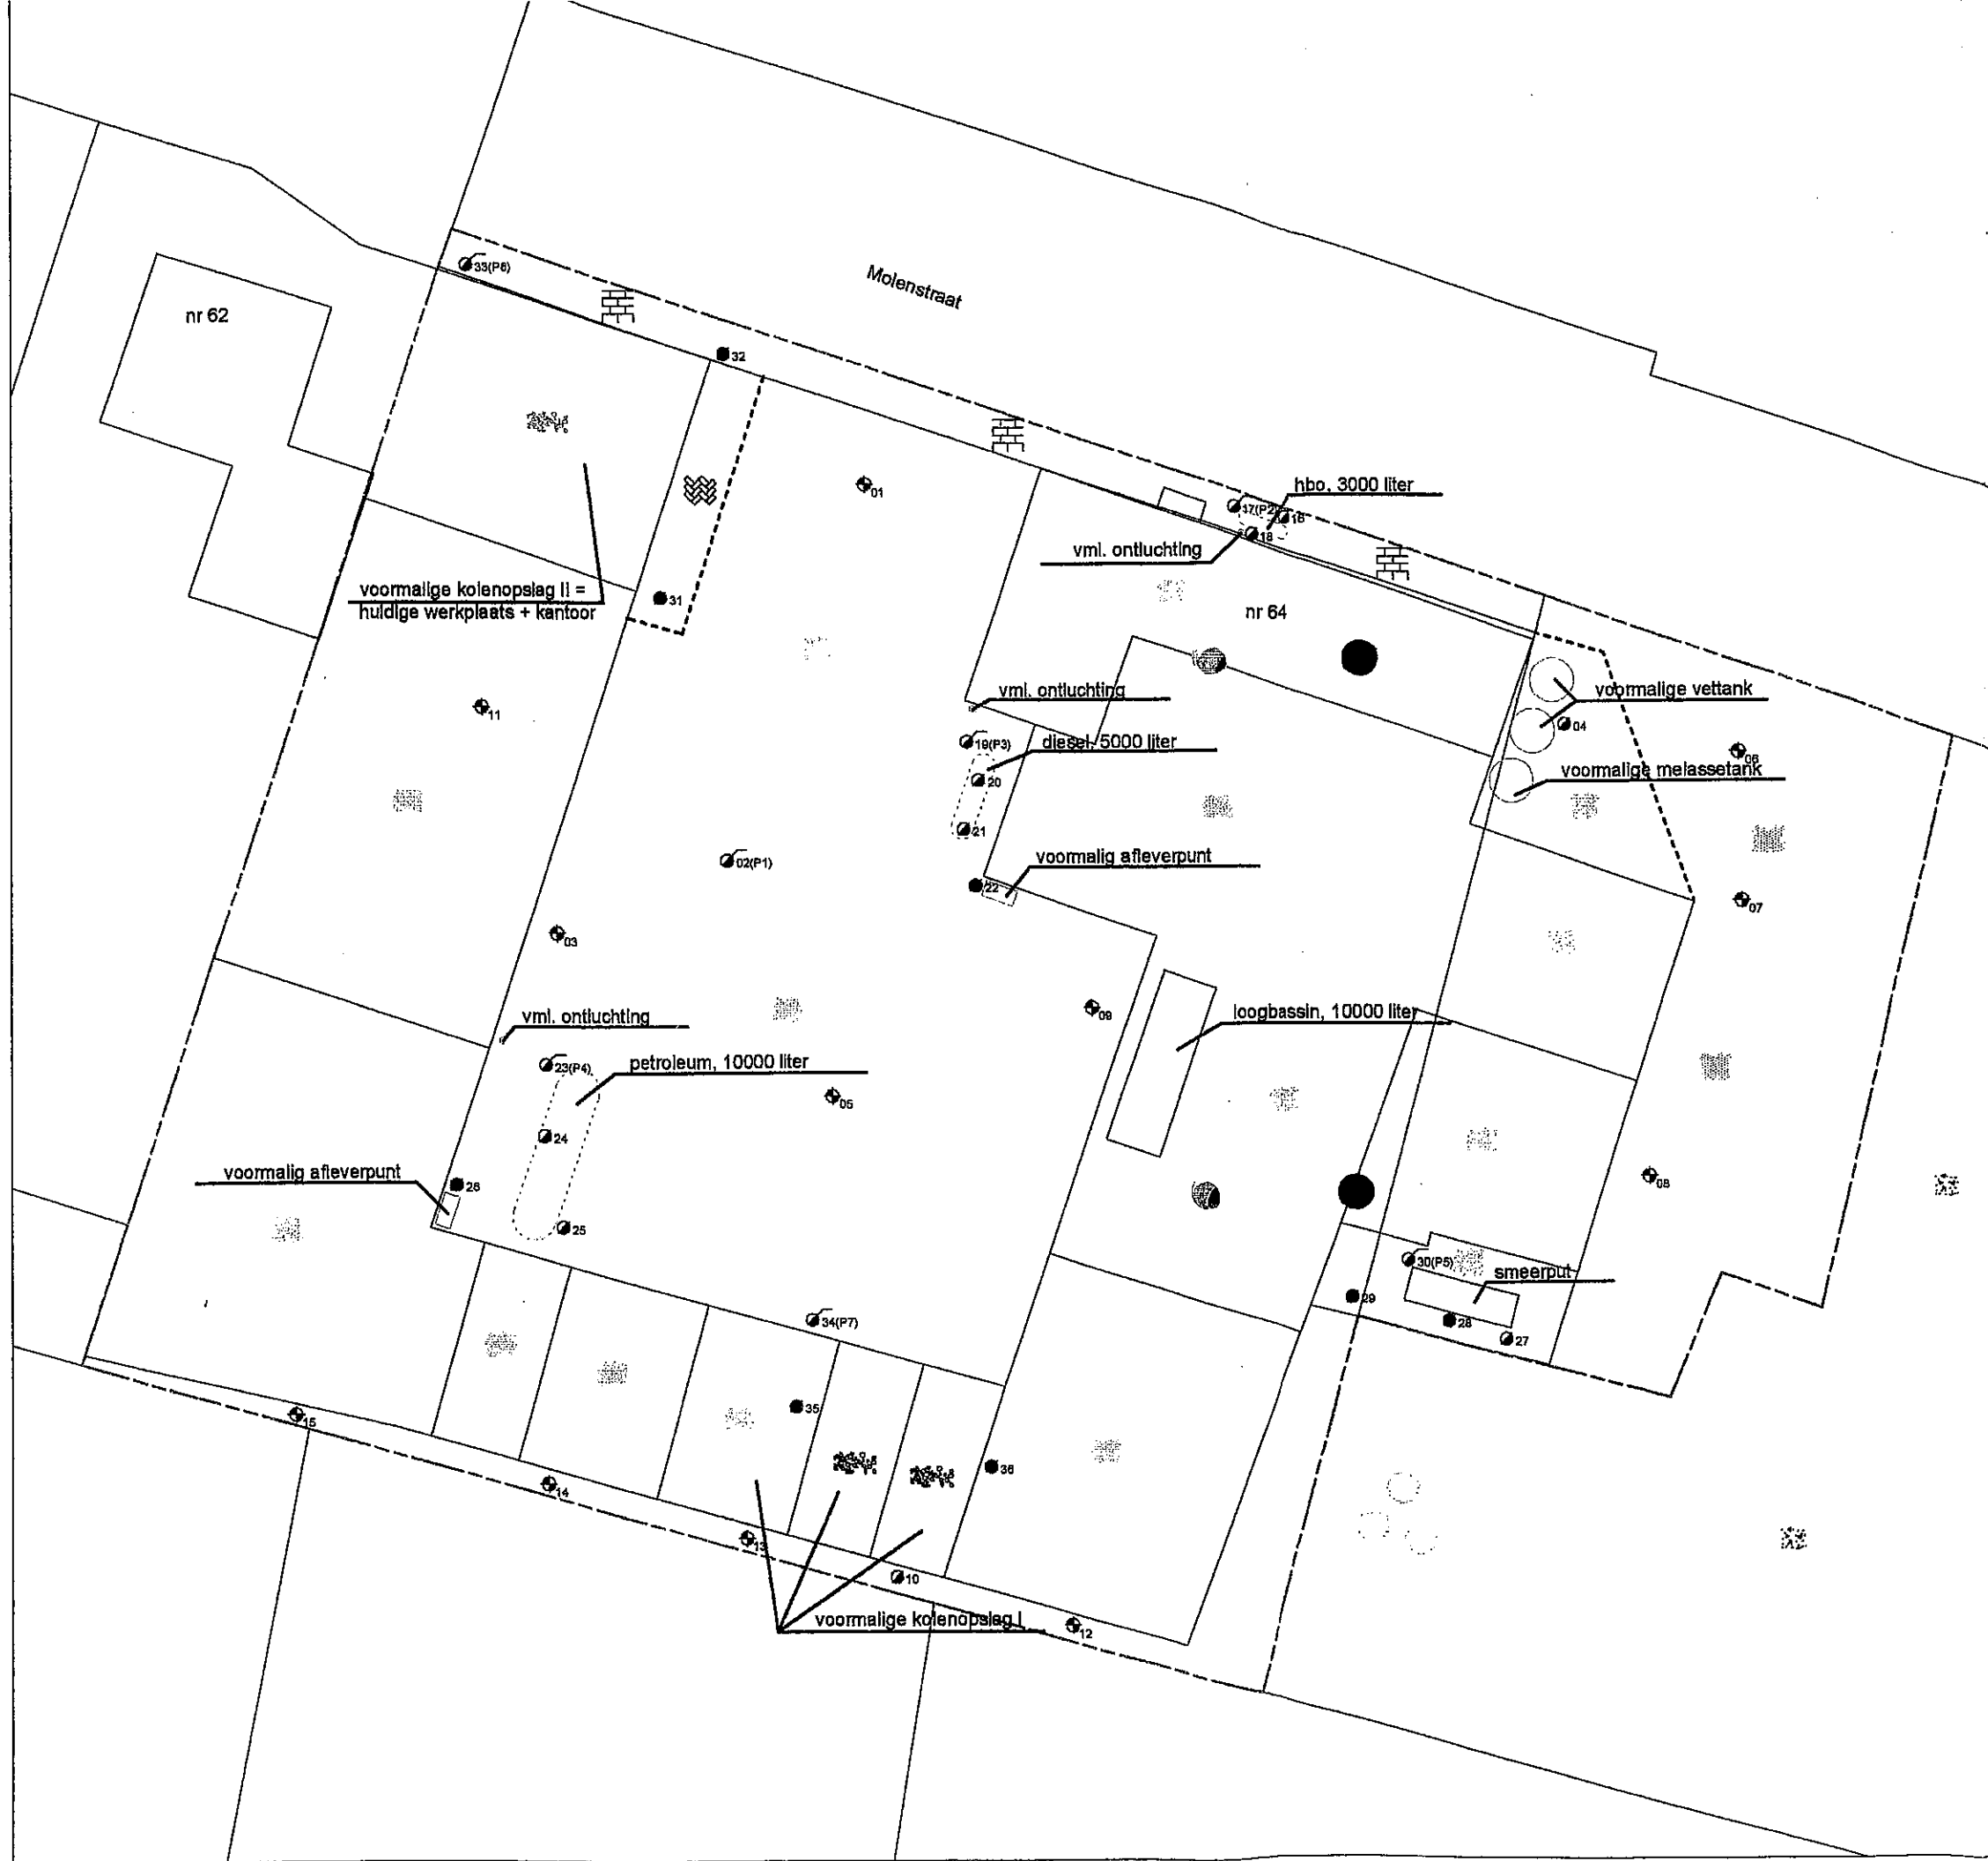 Molenstraat
33(P6)
nr 62
32
01
hbo, 3000 liter
17(P2)
16
18
vml. ontluchting
voormalige kolenopslag II =
huidige werkplaats + kantoor
31
nr 64
11
vml. ontluchting
voormalige vettank
04
19(P3)
diesel, 5000 liter
06
20
voormalige melassetank
21
02(P1)
voormalig afleverpunt
22
07
03
09
vml. ontluchting
loogbassin, 10000 liter
23(P4)
petroleum, 10000 liter
05
24
voormalig afleverpunt
26
08
25
30(P5)
smeerput
29
34(P7)
28
27
35
15
36
14
13
10
voormalige kolenopslag I
12